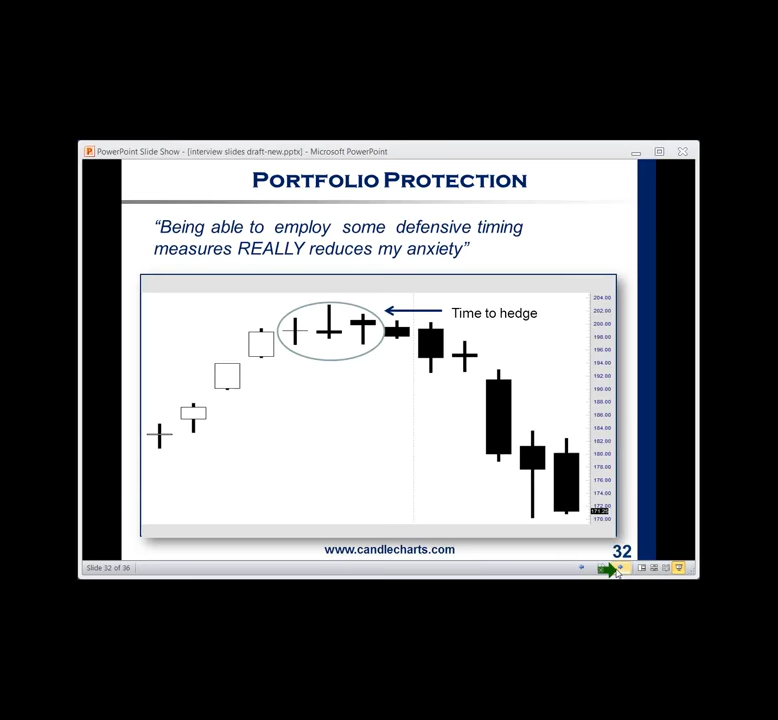 PowerPoint Slide Show - [interview slides draft-new.pptx] - Microsoft PowerPoint
PORTFOLIO PROTECTION
“Being able to employ some defensive timing
measures REALLY reduces my anxiety”
Time to hedge
204.00
202.00
200.00
198.00
196.00
194.00
192.00
190.00
188.00
186.00
184.00
182.00
180.00
178.00
176.00
174.00
172.00
170.00
www.candlecharts.com
32
Slide 32 of 36